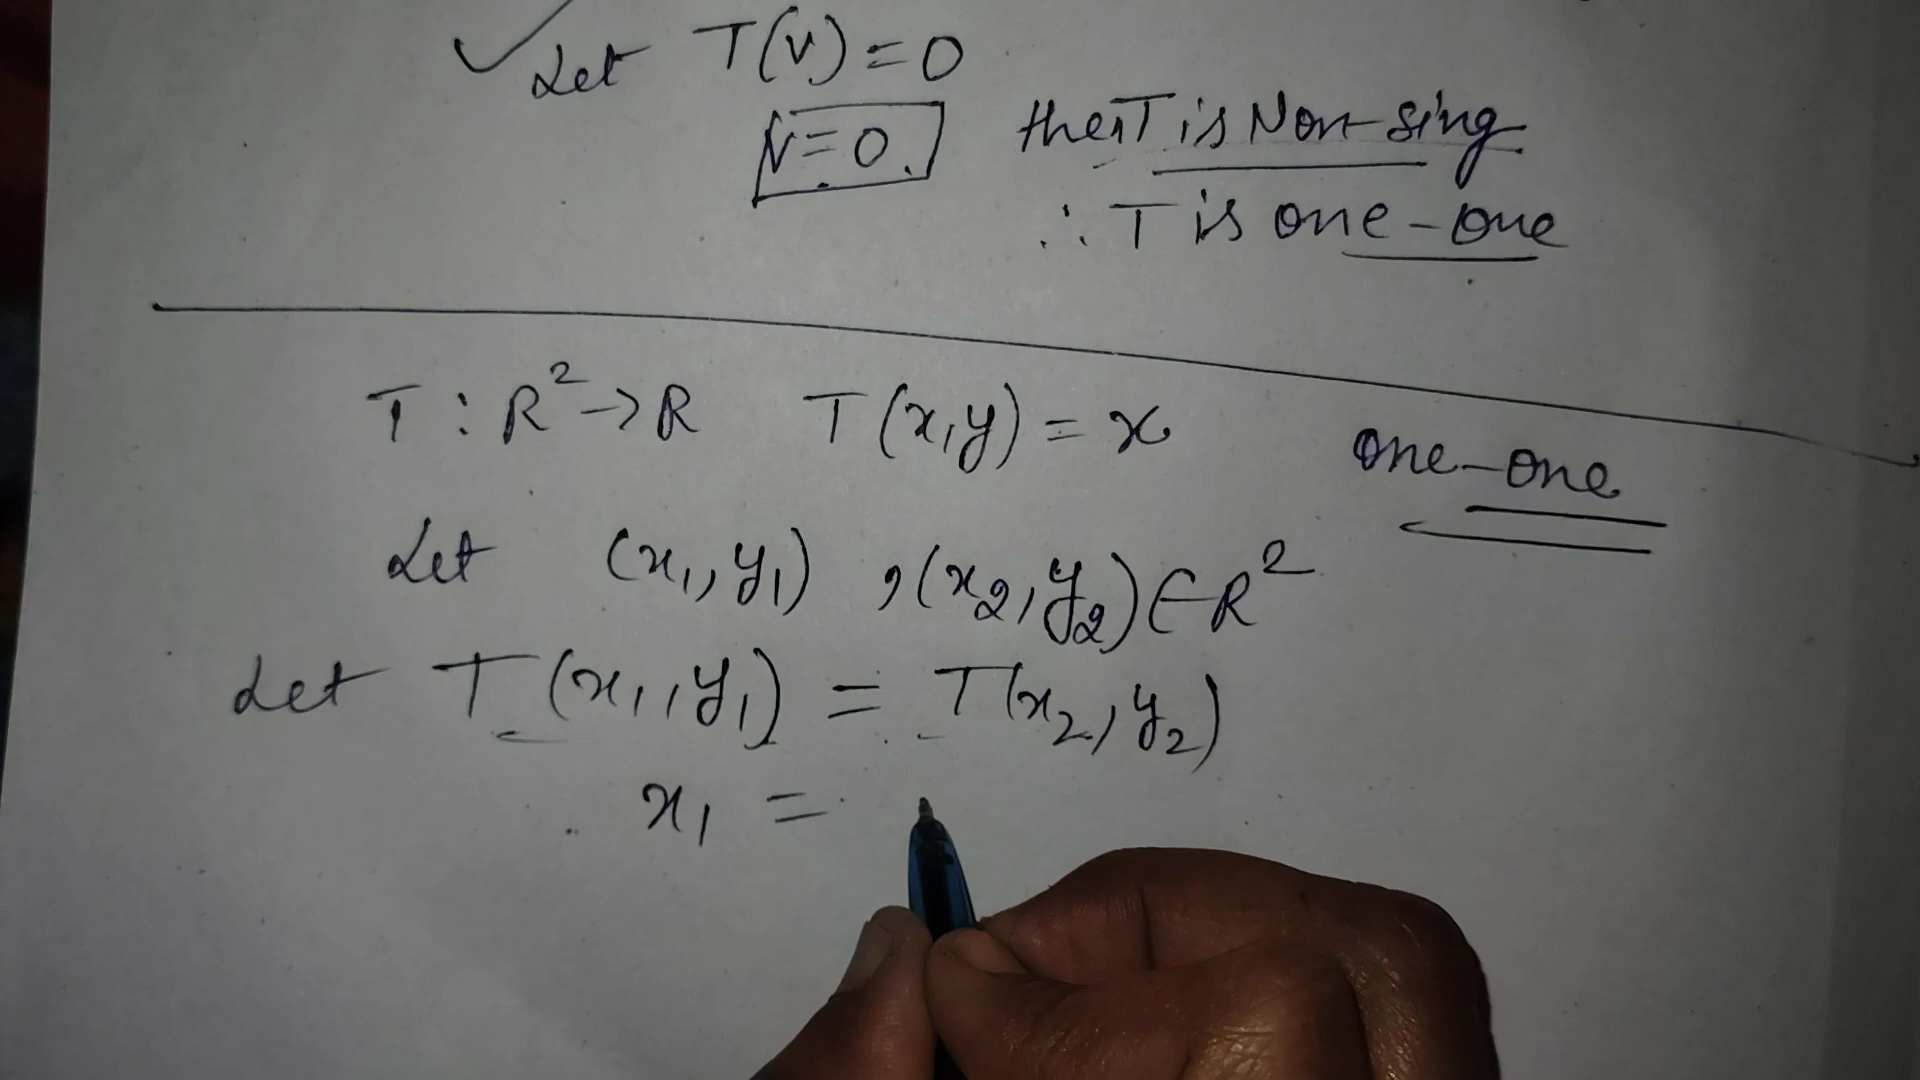 Let T(v)=0
v=0.
then T is Non-sing
∴ T is one-one
T : R² → R T(x,y) = x
one-one
Let (x₁,y₁) , (x₂,y₂) ∈ R²
Let T(x₁,y₁) = T(x₂,y₂)
x₁ =